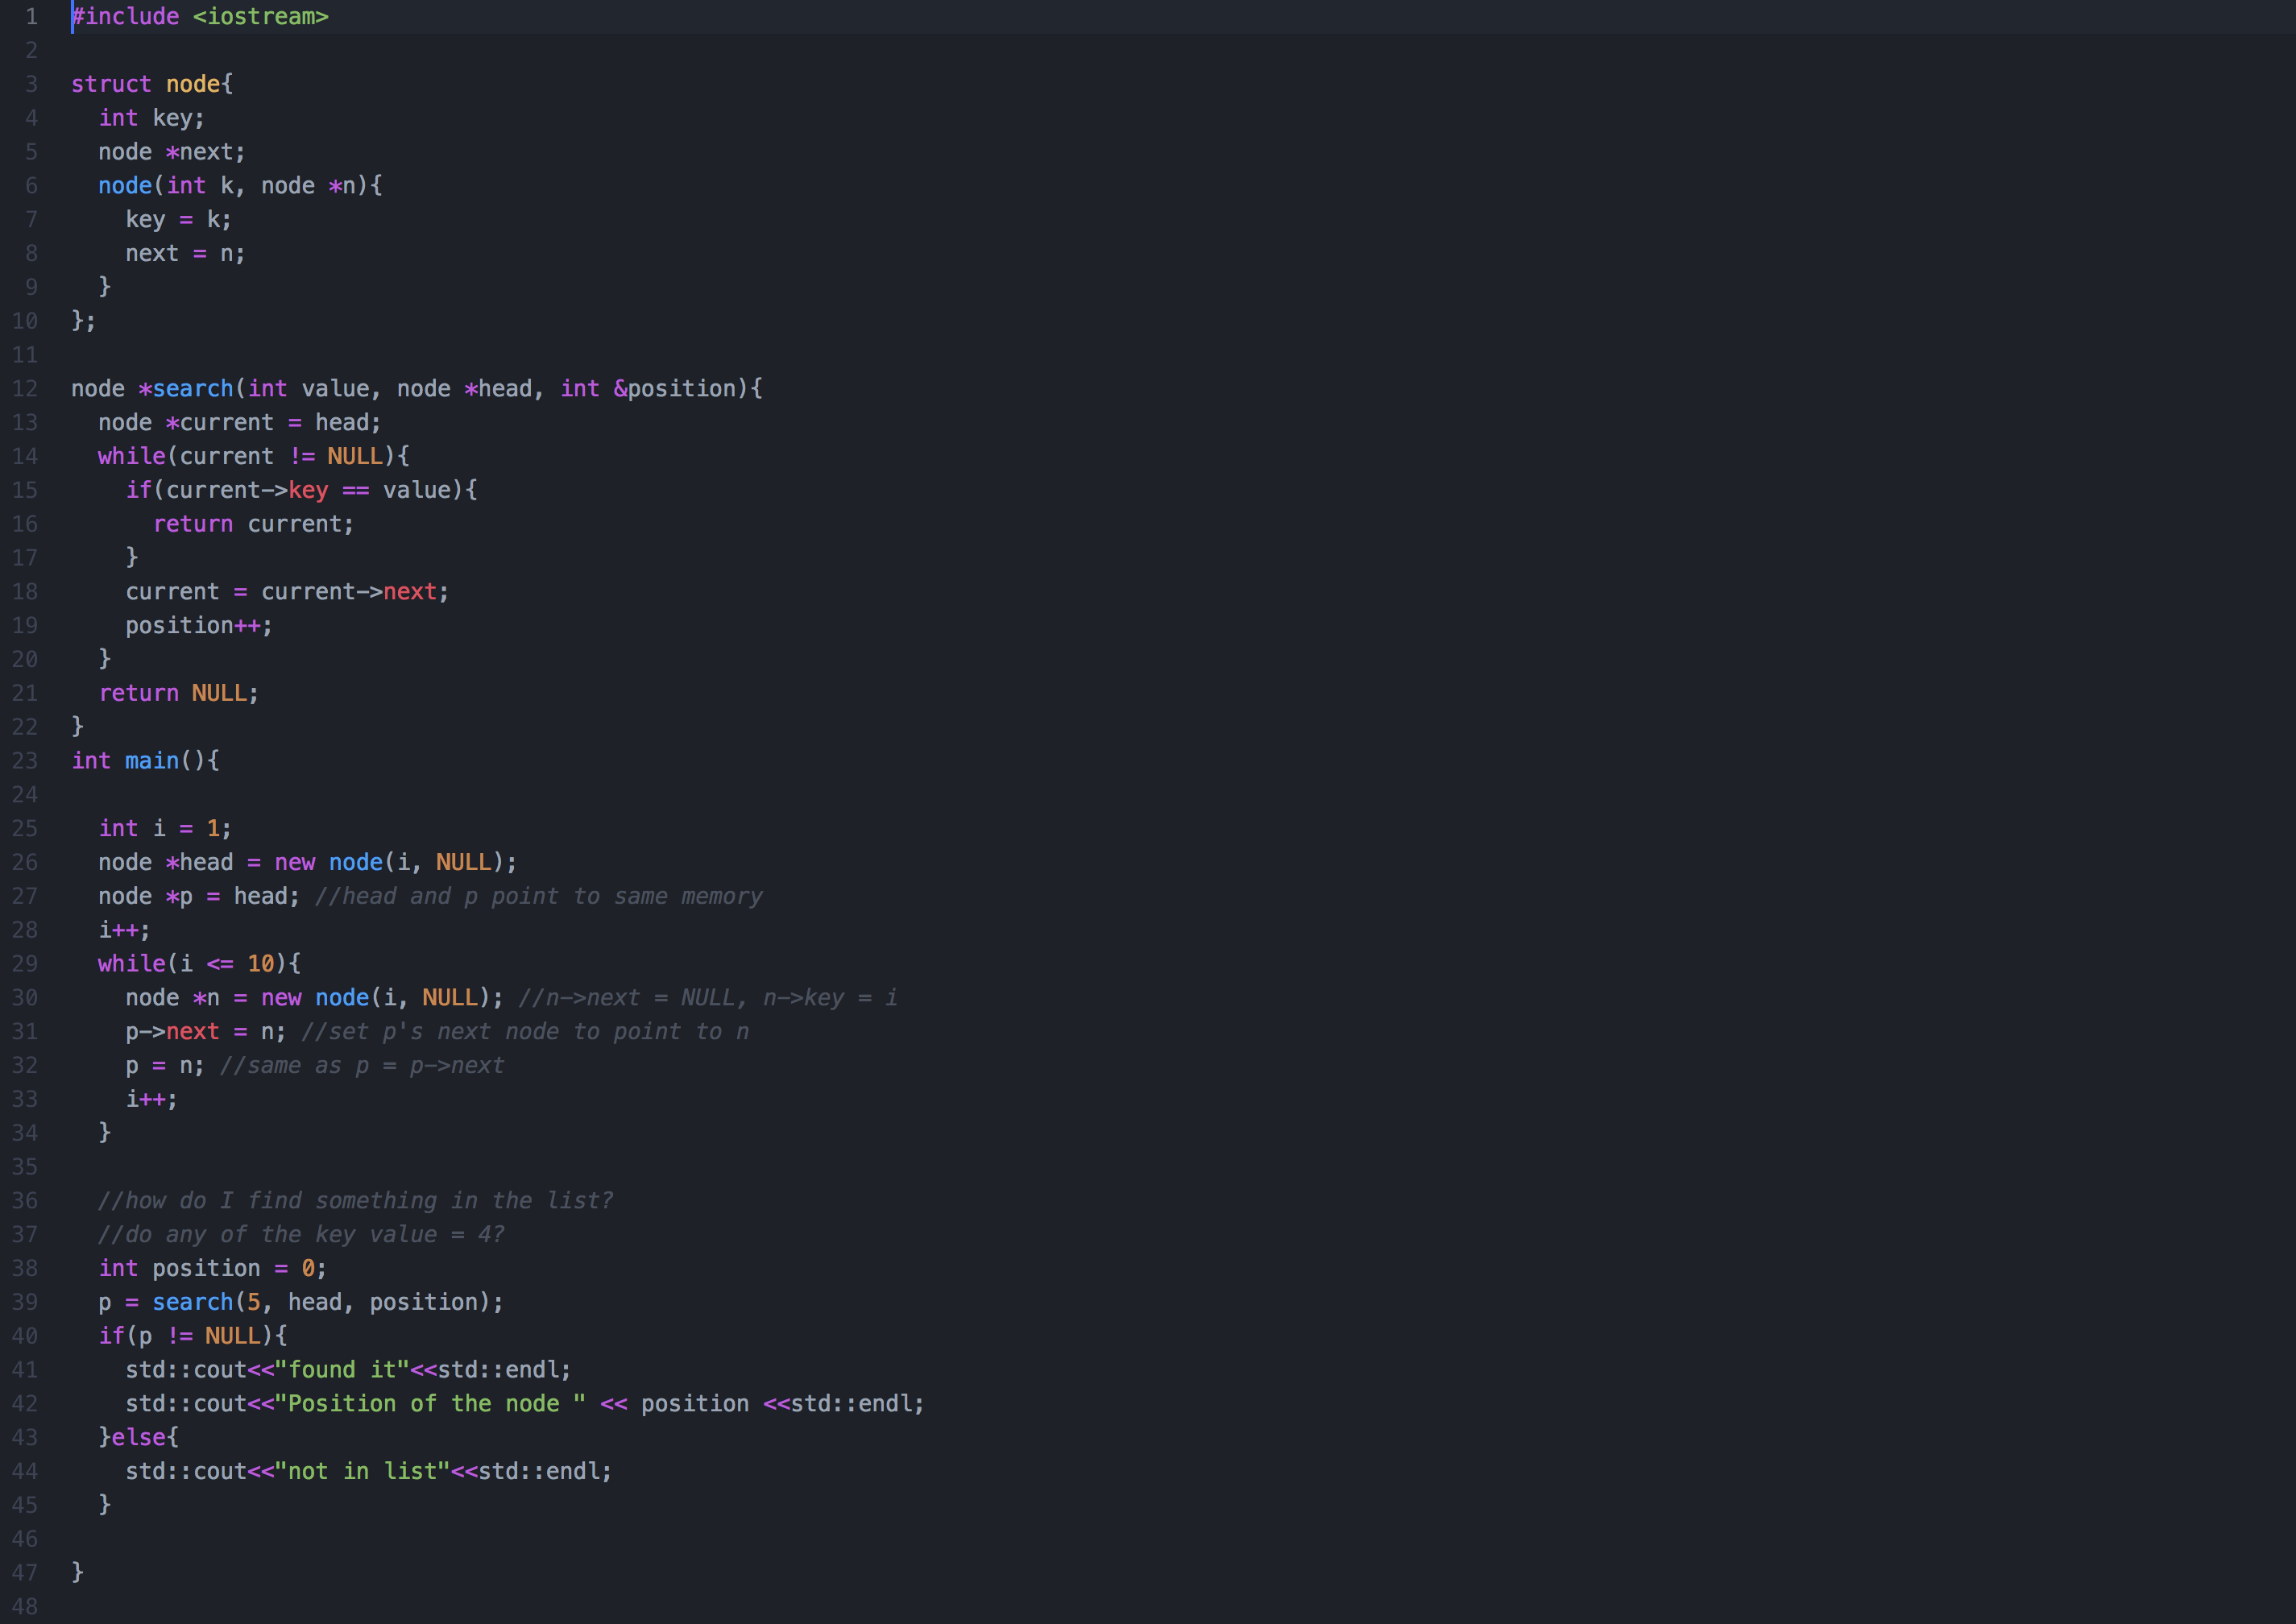 1 #include <iostream>
2
3 struct node{
4   int key;
5   node *next;
6   node(int k, node *n){
7     key = k;
8     next = n;
9   }
10 };
11
12 node *search(int value, node *head, int &position){
13   node *current = head;
14   while(current != NULL){
15     if(current->key == value){
16       return current;
17     }
18     current = current->next;
19     position++;
20   }
21   return NULL;
22 }
23 int main(){
24
25   int i = 1;
26   node *head = new node(i, NULL);
27   node *p = head; //head and p point to same memory
28   i++;
29   while(i <= 10){
30     node *n = new node(i, NULL); //n->next = NULL, n->key = i
31     p->next = n; //set p's next node to point to n
32     p = n; //same as p = p->next
33     i++;
34   }
35
36   //how do I find something in the list?
37   //do any of the key value = 4?
38   int position = 0;
39   p = search(5, head, position);
40   if(p != NULL){
41     std::cout<<"found it"<<std::endl;
42     std::cout<<"Position of the node " << position <<std::endl;
43   }else{
44     std::cout<<"not in list"<<std::endl;
45   }
46
47 }
48